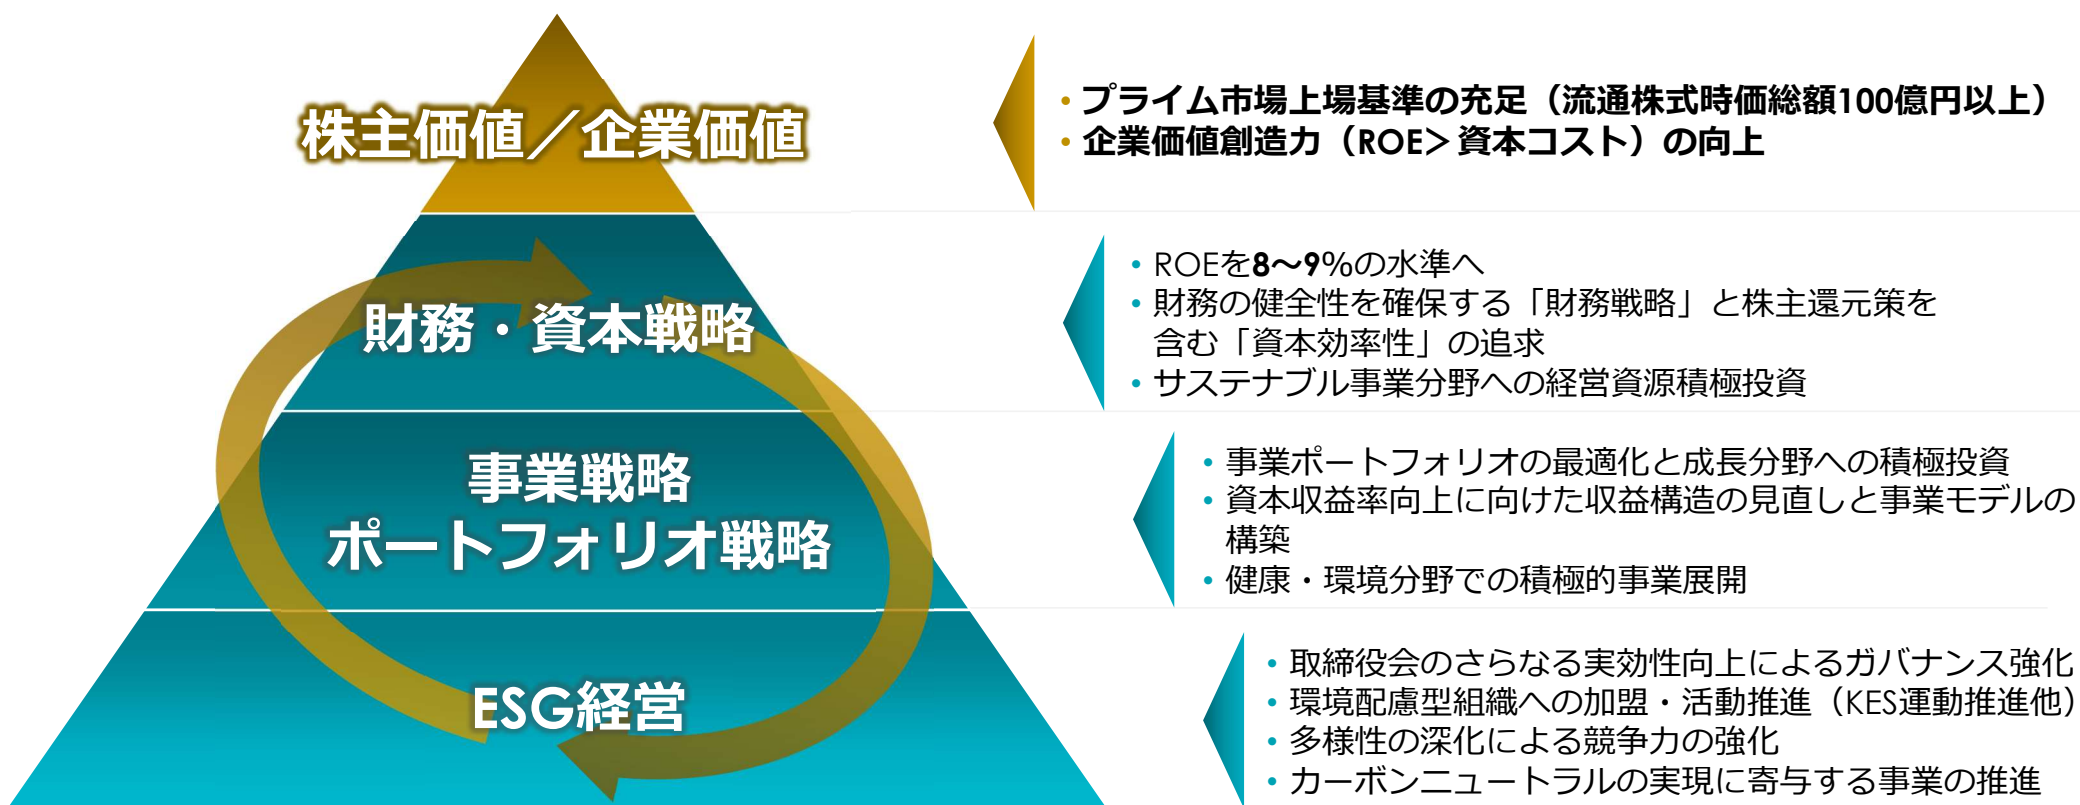 株主価値／企業価値
• プライム市場上場基準の充足（流通株式時価総額100億円以上）
• 企業価値創造力（ROE＞資本コスト）の向上
財務・資本戦略
• ROEを8～9%の水準へ
• 財務の健全性を確保する「財務戦略」と株主還元策を
含む「資本効率性」の追求
• サステナブル事業分野への経営資源積極投資
事業戦略
ポートフォリオ戦略
• 事業ポートフォリオの最適化と成長分野への積極投資
• 資本収益率向上に向けた収益構造の見直しと事業モデルの
構築
• 健康・環境分野での積極的事業展開
ESG経営
• 取締役会のさらなる実効性向上によるガバナンス強化
• 環境配慮型組織への加盟・活動推進（KES運動推進他）
• 多様性の深化による競争力の強化
• カーボンニュートラルの実現に寄与する事業の推進